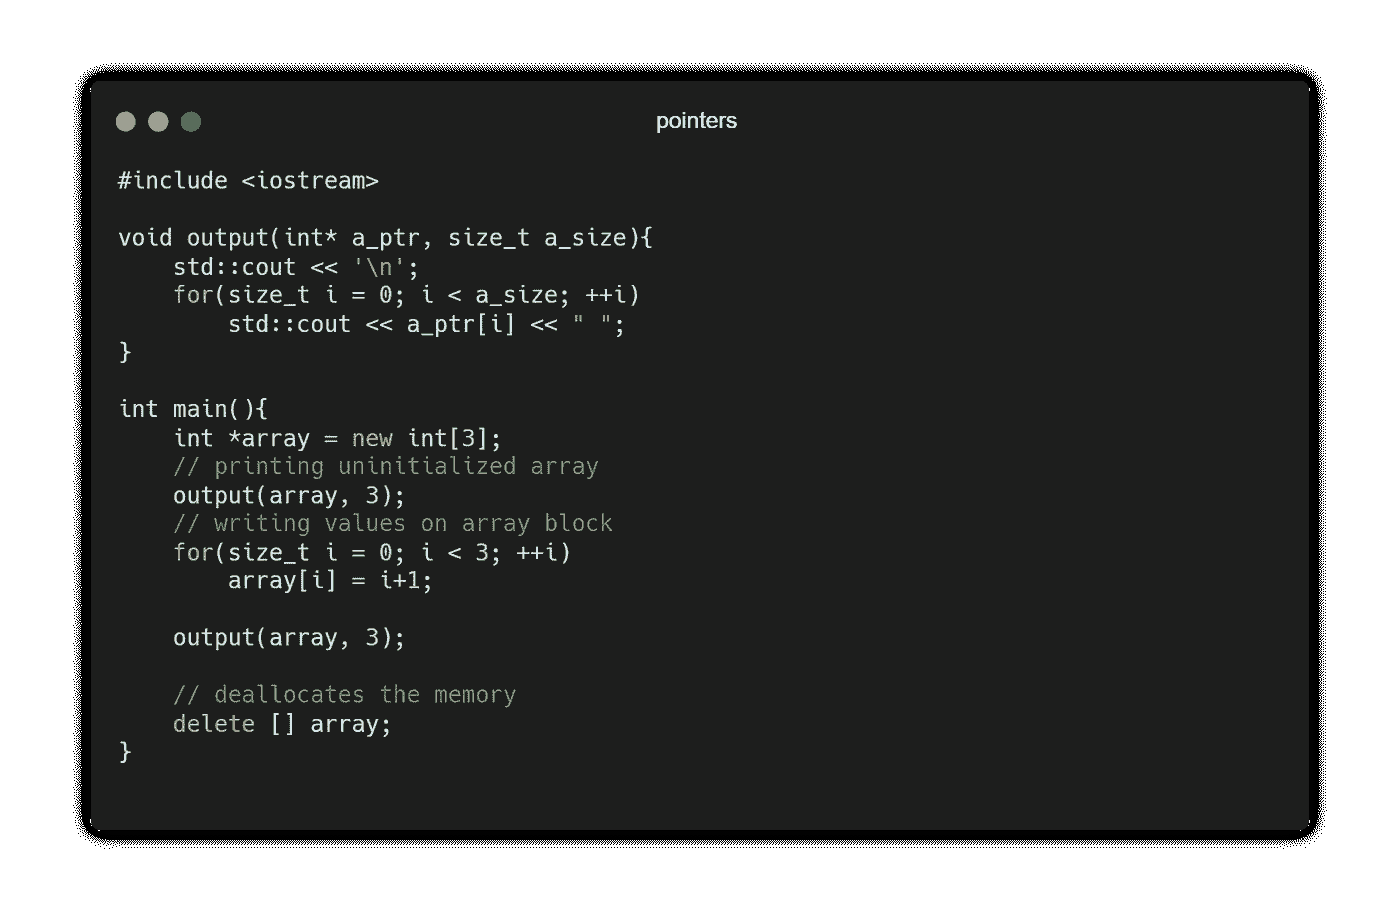 pointers
#include <iostream>
void output(int* a_ptr, size_t a_size){
    std::cout << '\n';
    for(size_t i = 0; i < a_size; ++i)
        std::cout << a_ptr[i] << " ";
}
int main(){
    int *array = new int[3];
    // printing uninitialized array
    output(array, 3);
    // writing values on array block
    for(size_t i = 0; i < 3; ++i)
        array[i] = i+1;
    output(array, 3);
    // deallocates the memory
    delete [] array;
}